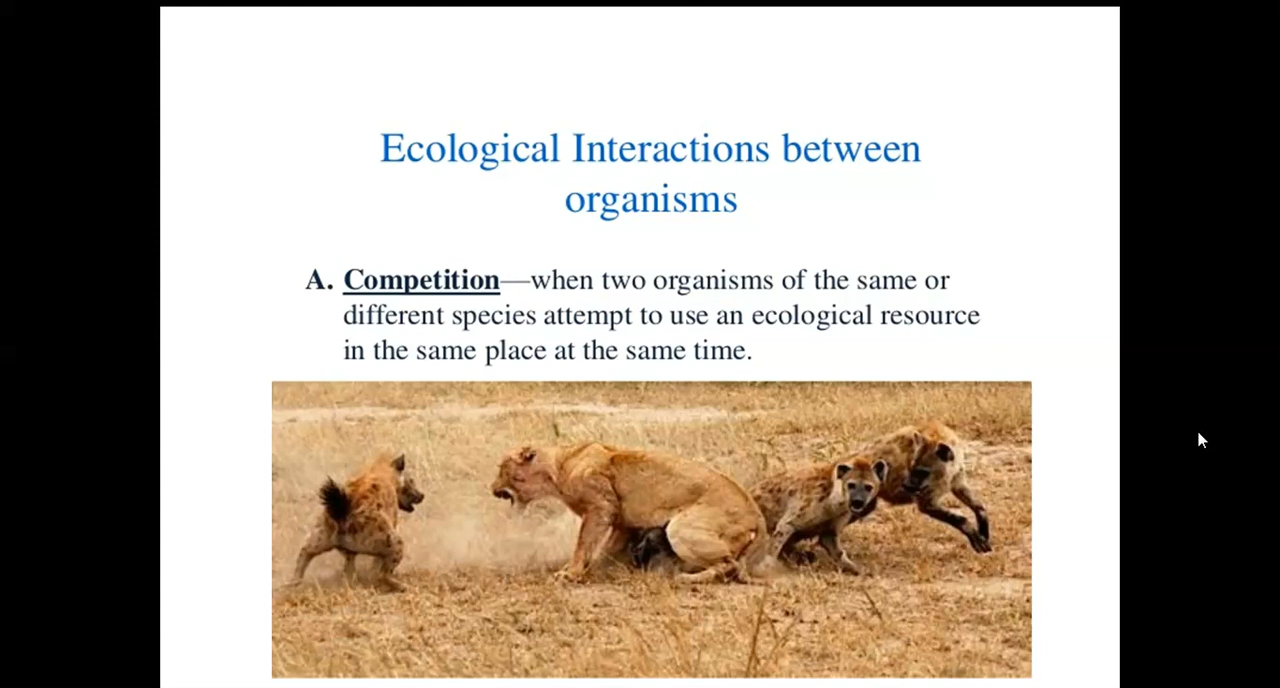 Ecological Interactions between
organisms
A. Competition—when two organisms of the same or
different species attempt to use an ecological resource
in the same place at the same time.